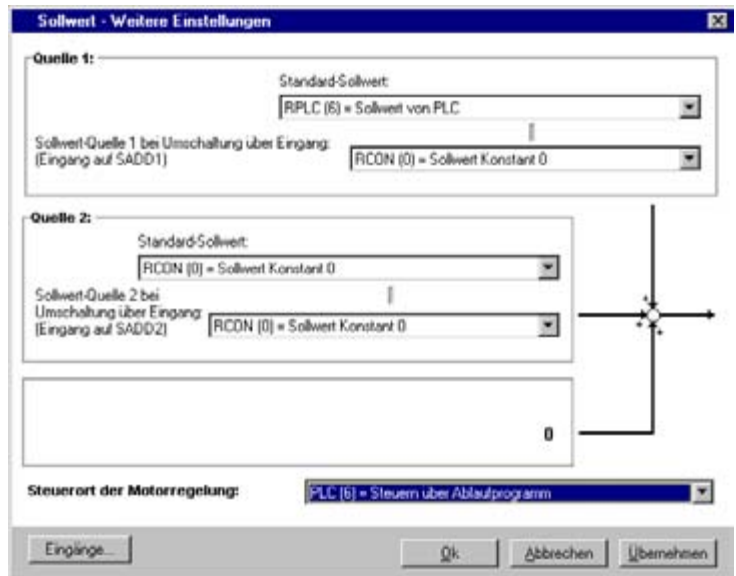 Sollwert - Weitere Einstellungen
Quelle 1:
Standard-Sollwert:
RPLC (6) = Sollwert von PLC
Sollwert-Quelle 1 bei Umschaltung über Eingang:
(Eingang auf SADD1)
RCON (0) = Sollwert Konstant 0
Quelle 2:
Standard-Sollwert:
RCON (0) = Sollwert Konstant 0
Sollwert-Quelle 2 bei
Umschaltung über Eingang:
(Eingang auf SADD2)
RCON (0) = Sollwert Konstant 0
0
Steuerort der Motorregelung:
PLC (6) = Steuern über Ablaufprogramm
Eingänge...
Ok
Abbrechen
Übernehmen